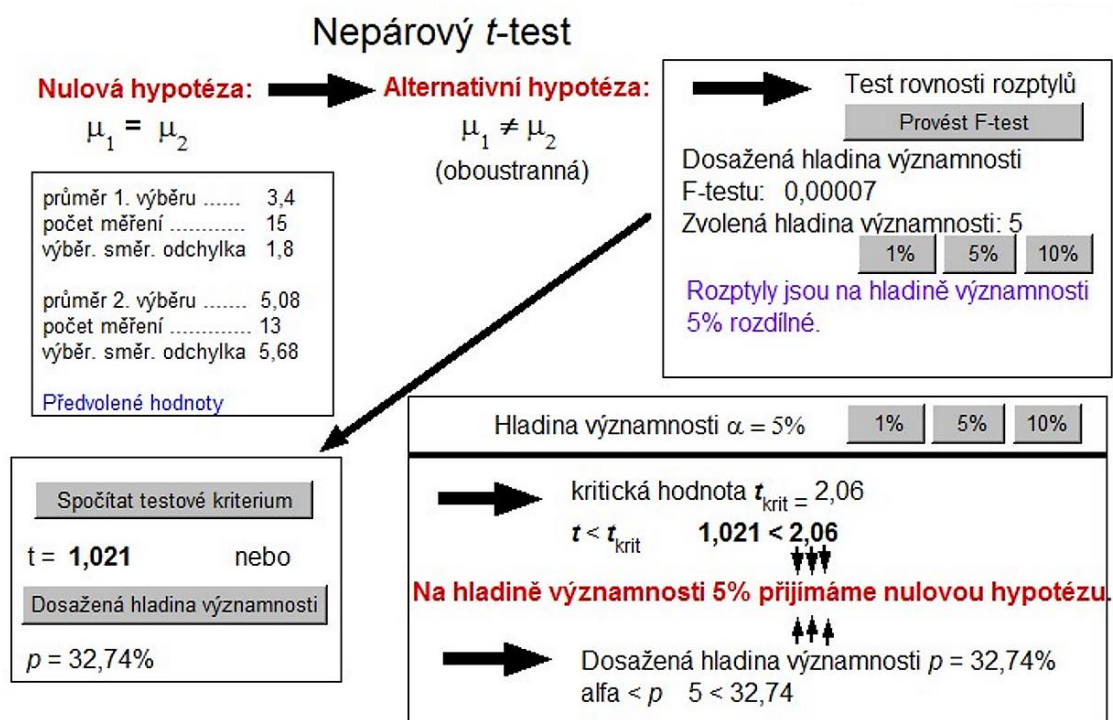 Nepárový t-test
Nulová hypotéza:
μ1 = μ2
Alternativní hypotéza:
μ1 ≠ μ2
(oboustranná)
Test rovnosti rozptylů
Provést F-test
Dosažená hladina významnosti
F-testu: 0,00007
Zvolená hladina významnosti: 5
1% 5% 10%
Rozptyly jsou na hladině významnosti
5% rozdílné.
průměr 1. výběru ...... 3,4
počet měření ............ 15
výběr. směr. odchylka 1,8
průměr 2. výběru ....... 5,08
počet měření ............. 13
výběr. směr. odchylka 5,68
Předvolené hodnoty
Spočítat testové kriterium
t = 1,021 nebo
Dosažená hladina významnosti
p = 32,74%
Hladina významnosti α = 5% 1% 5% 10%
kritická hodnota tkrit = 2,06
t < tkrit 1,021 < 2,06
Na hladině významnosti 5% přijímáme nulovou hypotézu.
Dosažená hladina významnosti p = 32,74%
alfa < p 5 < 32,74